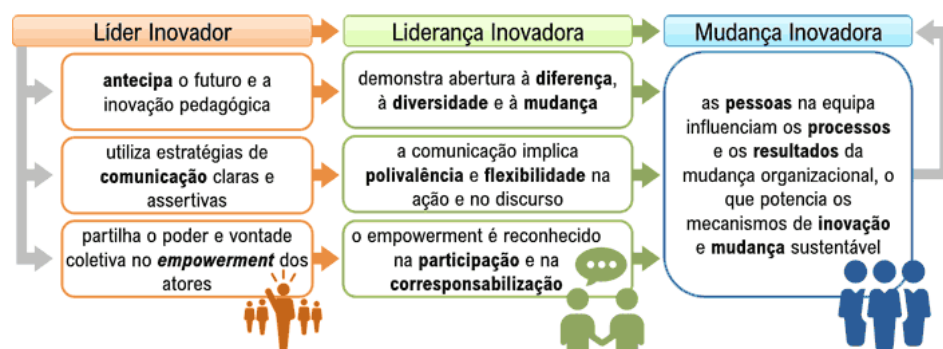 Líder Inovador
Liderança Inovadora
Mudança Inovadora
antecipa o futuro e a
inovação pedagógica
demonstra abertura à diferença,
à diversidade e à mudança
utiliza estratégias de
comunicação claras e
assertivas
a comunicação implica
polivalência e flexibilidade na
ação e no discurso
partilha o poder e vontade
coletiva no empowerment dos
atores
o empowerment é reconhecido
na participação e na
corresponsabilização
as pessoas na equipa
influenciam os processos
e os resultados da
mudança organizacional, o
que potencia os
mecanismos de inovação
e mudança sustentável